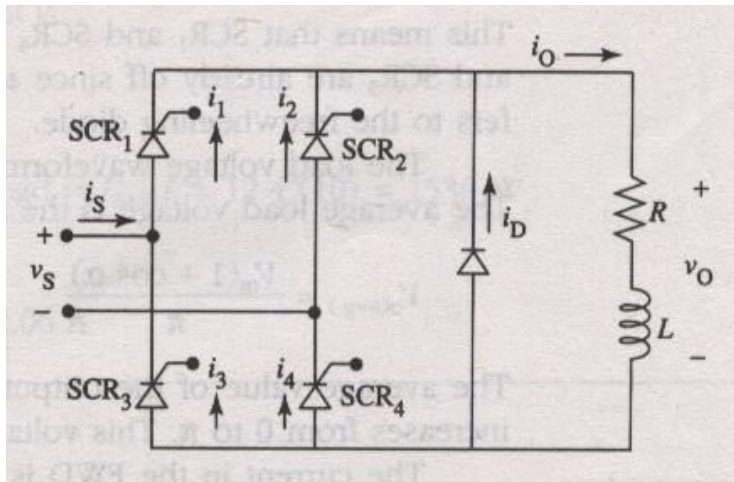 i_O
i_1
i_2
SCR_1
SCR_2
i_S
i_D
R
+
+
v_S
v_O
−
L
−
SCR_3
i_3
i_4
SCR_4